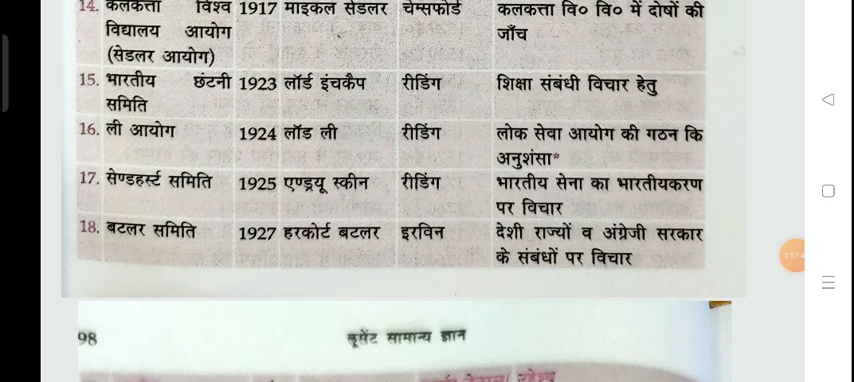 14. कलकत्ता विश्व 1917 माइकल सेडलर चेम्सफोर्ड कलकत्ता वि० वि० में दोषों की
विद्यालय आयोग जाँच
(सेडलर आयोग)
15. भारतीय छंटनी 1923 लॉर्ड इंचकैप रीडिंग शिक्षा संबंधी विचार हेतु
समिति
16. ली आयोग 1924 लॉड ली रीडिंग लोक सेवा आयोग की गठन कि
अनुशंसा*
17. सेण्डहर्स्ट समिति 1925 एण्ड्रयू स्कीन रीडिंग भारतीय सेना का भारतीयकरण
पर विचार
18. बटलर समिति 1927 हरकोर्ट बटलर इरविन देशी राज्यों व अंग्रेजी सरकार
के संबंधों पर विचार
98 लूसेंट सामान्य ज्ञान